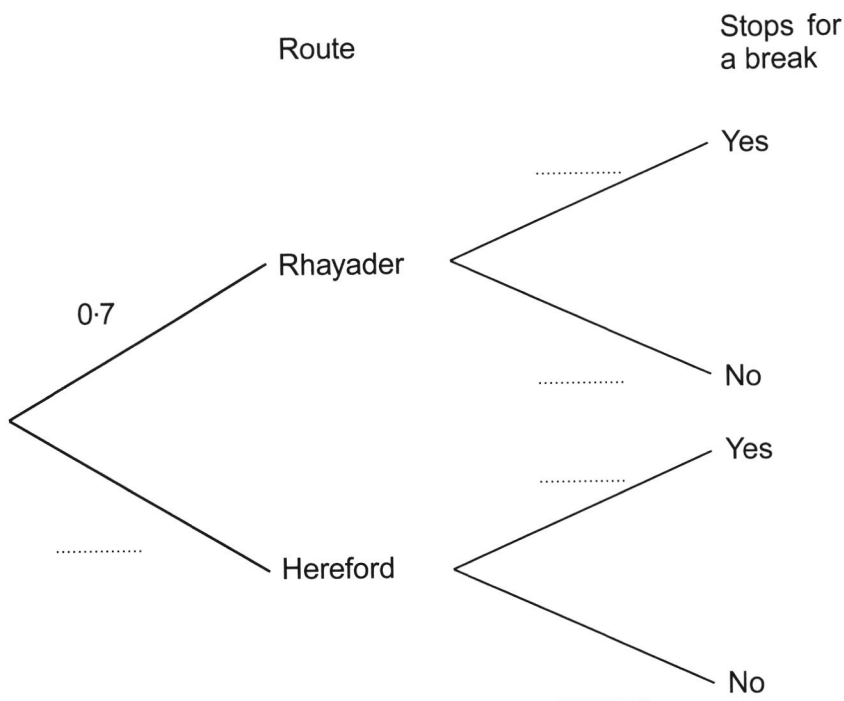 Route
Stops for
a break
Yes
Rhayader
0·7
No
Yes
Hereford
No